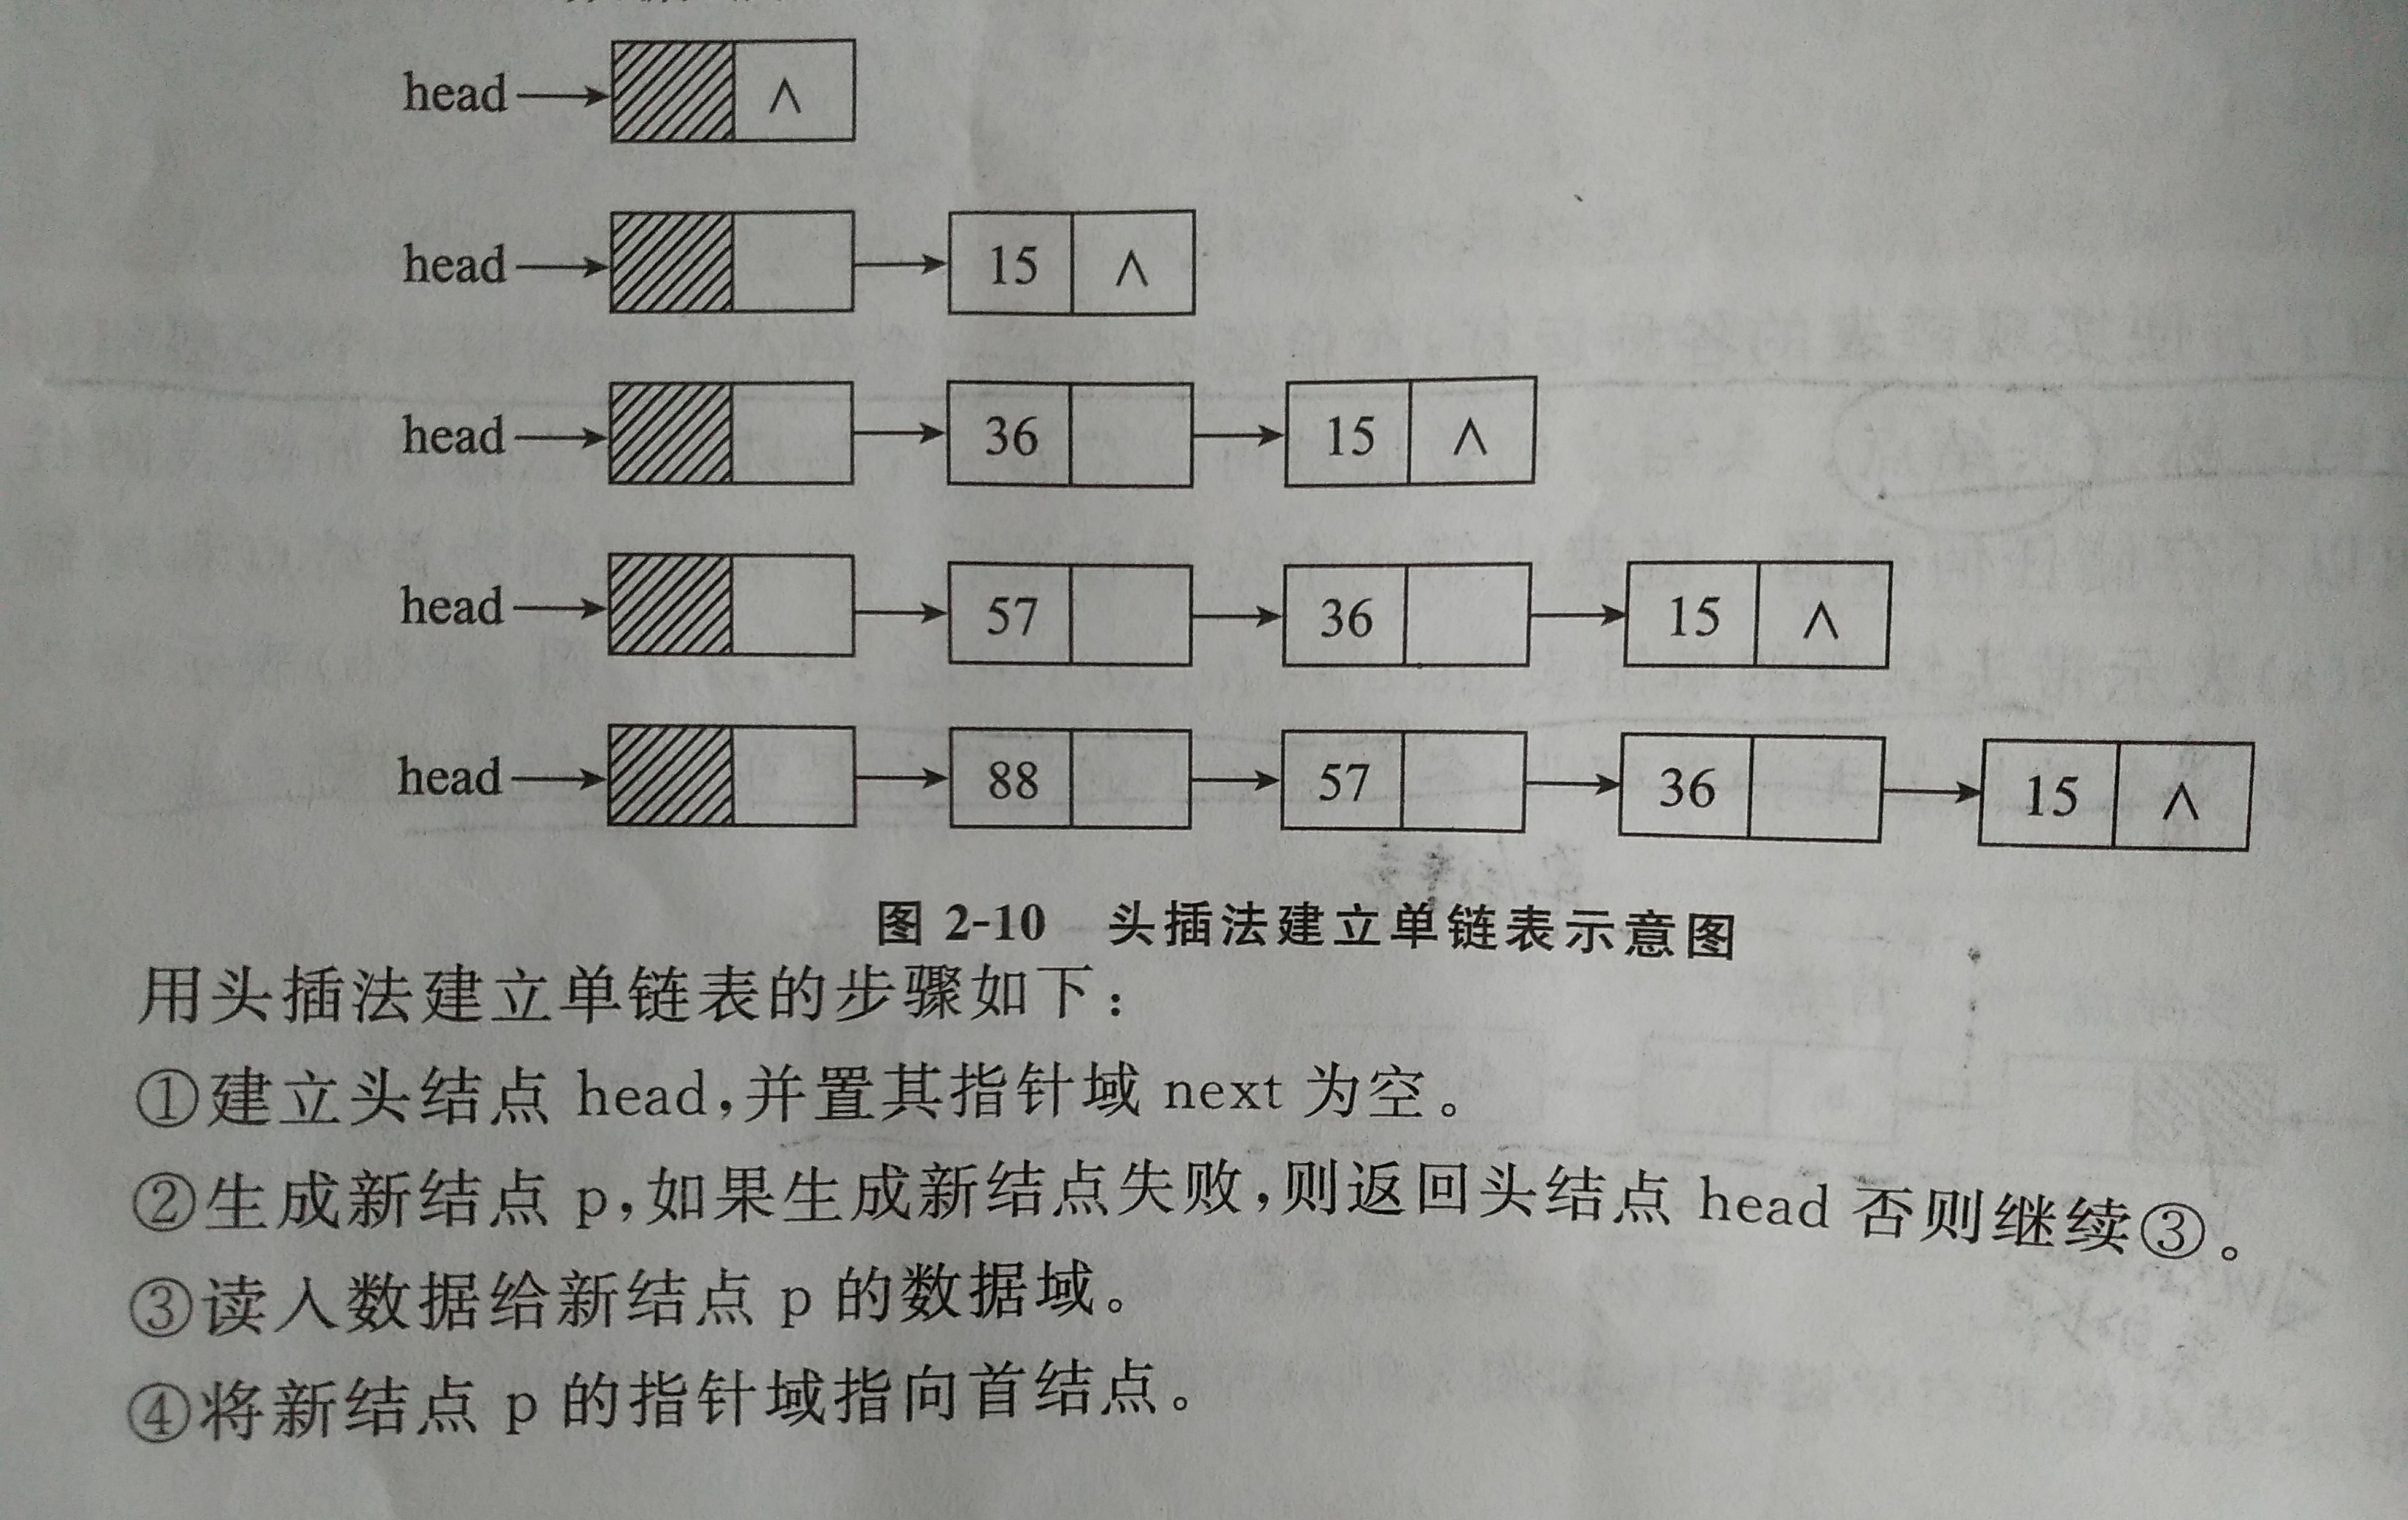 head ∧
head 15 ∧
head 36 15 ∧
head 57 36 15 ∧
head 88 57 36 15 ∧
图 2-10 头插法建立单链表示意图
用头插法建立单链表的步骤如下：
①建立头结点 head,并置其指针域 next 为空。
②生成新结点 p,如果生成新结点失败,则返回头结点 head 否则继续③。
③读入数据给新结点 p 的数据域。
④将新结点 p 的指针域指向首结点。